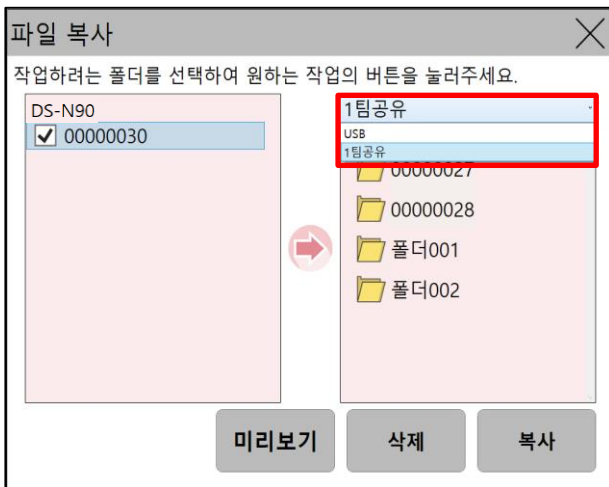 파일 복사
작업하려는 폴더를 선택하여 원하는 작업의 버튼을 눌러주세요.
DS-N90
00000030
1팀공유
USB
1팀공유
00000027
00000028
폴더001
폴더002
미리보기
삭제
복사